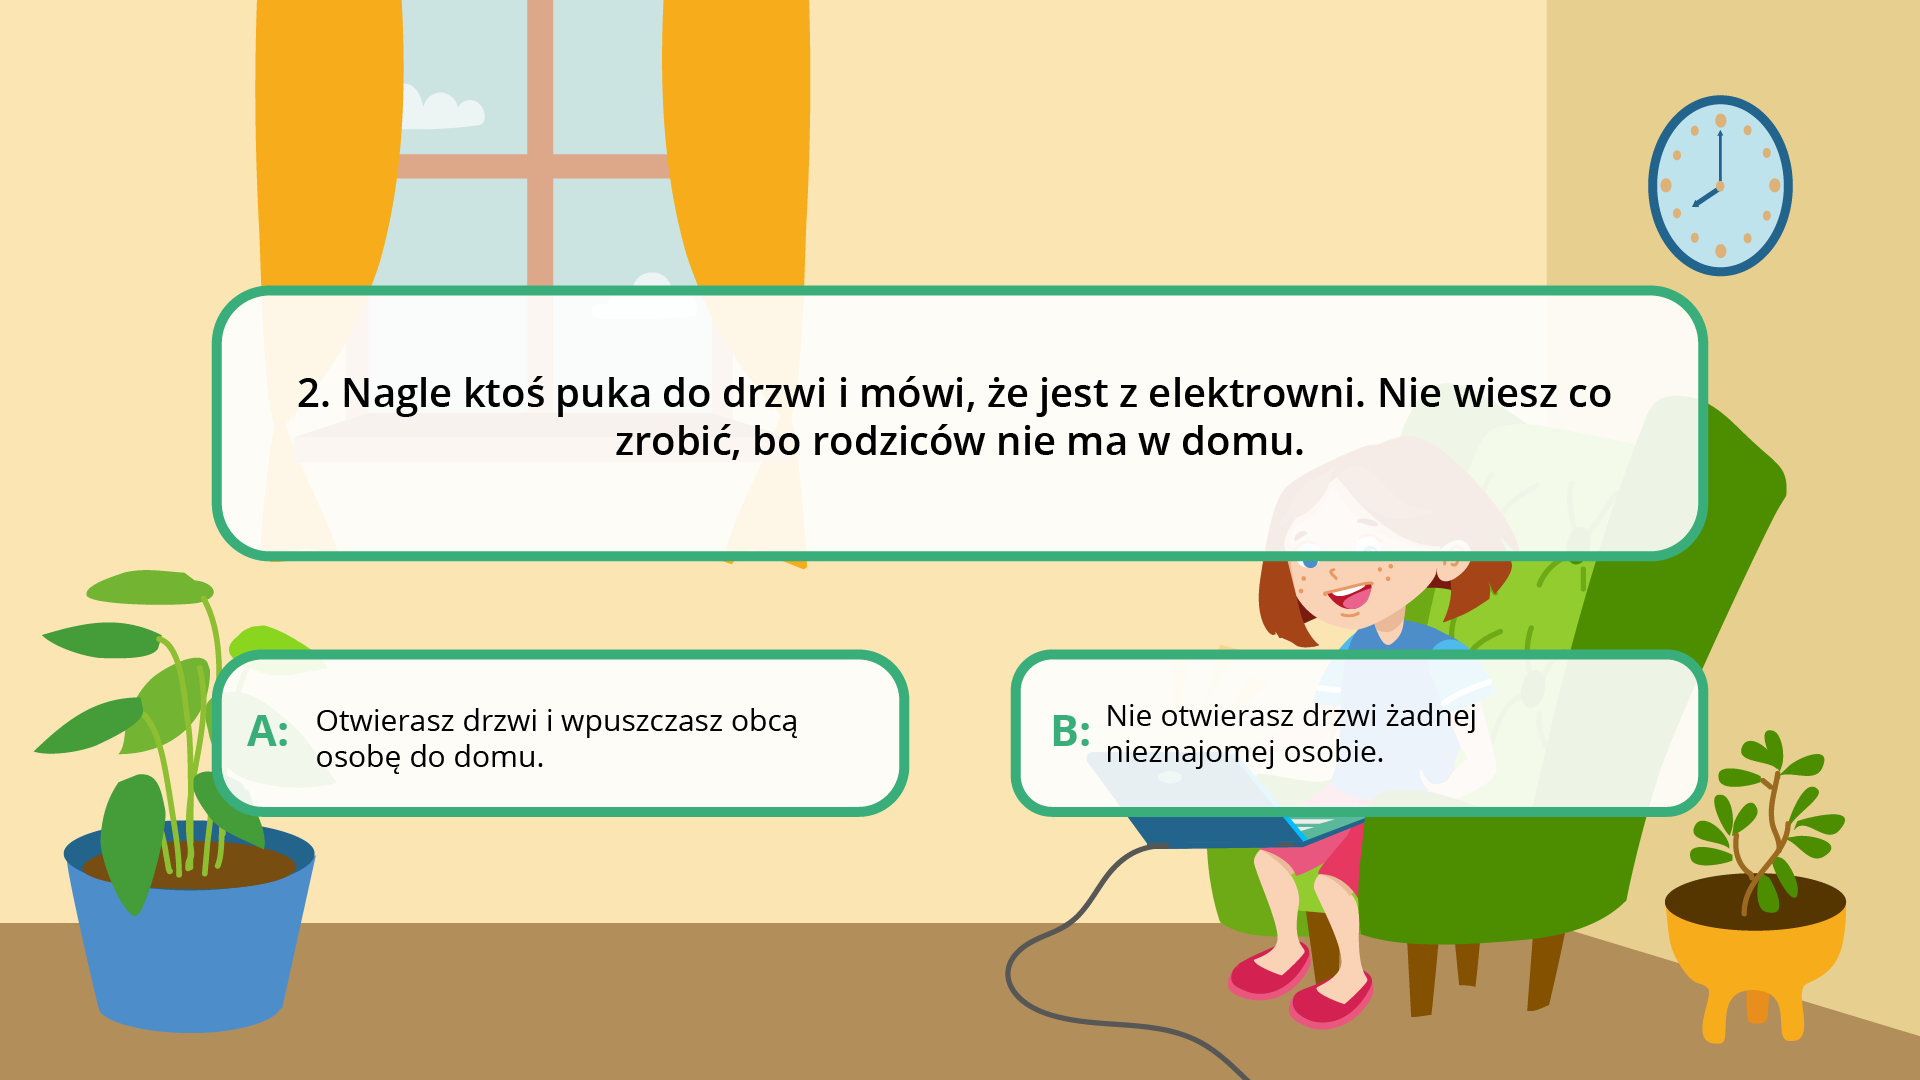 2. Nagle ktoś puka do drzwi i mówi, że jest z elektrowni. Nie wiesz co
zrobić, bo rodziców nie ma w domu.
A: Otwierasz drzwi i wpuszczasz obcą
osobę do domu.
B: Nie otwierasz drzwi żadnej
nieznajomej osobie.